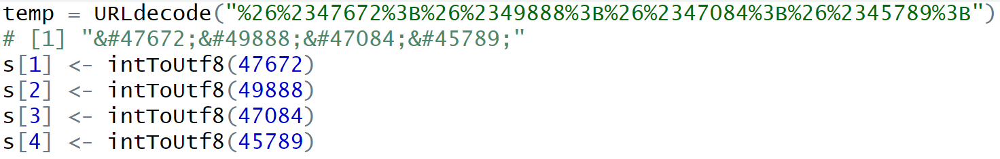 temp = URLdecode("%26%2347672%3B%26%2349888%3B%26%2347084%3B%26%2345789%3B")
# [1] "&#47672;&#49888;&#47084;&#45789;"
s[1] <- intToUtf8(47672)
s[2] <- intToUtf8(49888)
s[3] <- intToUtf8(47084)
s[4] <- intToUtf8(45789)